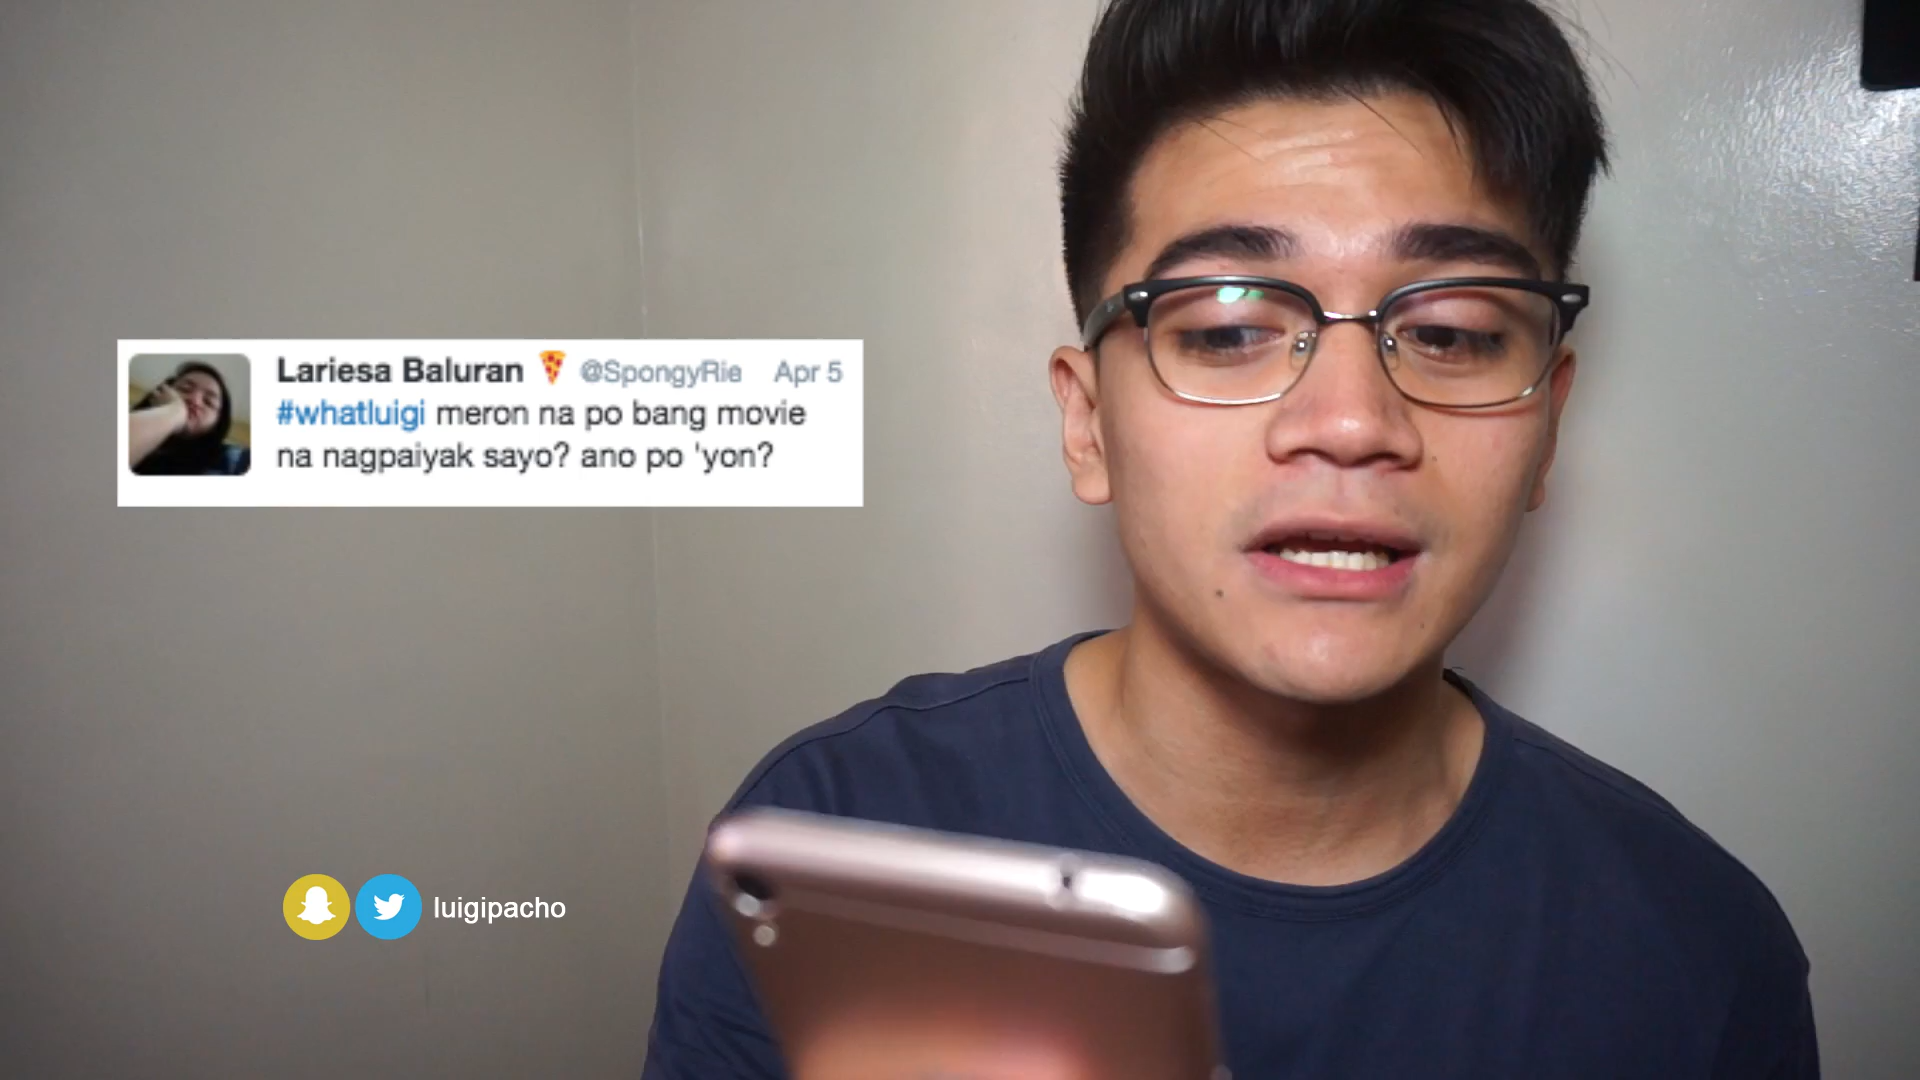 Lariesa Baluran 🍕 @SpongyRie Apr 5
#whatluigi meron na po bang movie
na nagpaiyak sayo? ano po 'yon?
luigipacho